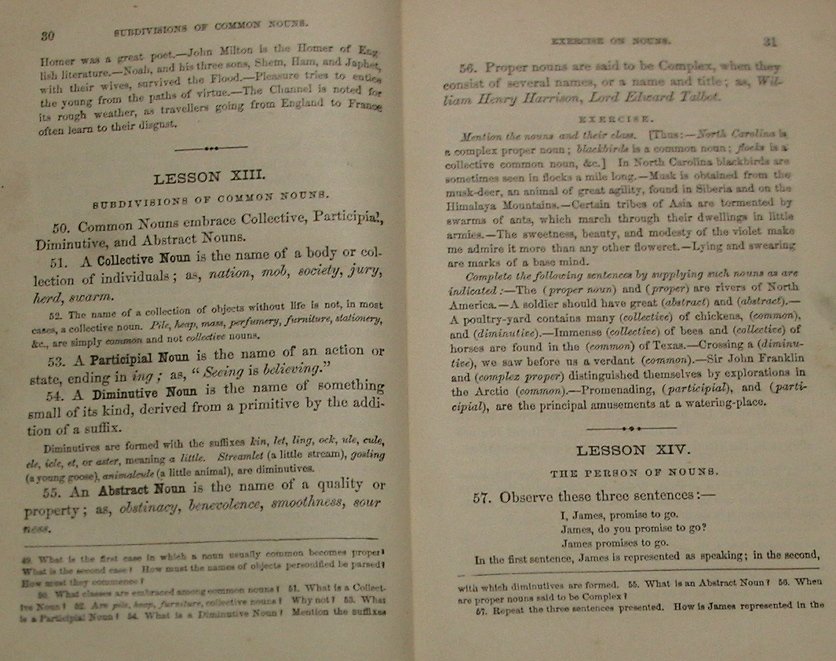 30
SUBDIVISIONS OF COMMON NOUNS.
Homer was a great poet.—John Milton is the Homer of Eng-
lish literature.—Noah, and his three sons, Shem, Ham, and Japhet,
with their wives, survived the Flood.—Pleasure tries to entice
the young from the paths of virtue.—The Channel is noted for
its rough weather, as travellers going from England to France
often learn to their disgust.
LESSON XIII.
SUBDIVISIONS OF COMMON NOUNS.
50. Common Nouns embrace Collective, Participial,
Diminutive, and Abstract Nouns.
51. A Collective Noun is the name of a body or col-
lection of individuals; as, nation, mob, society, jury,
herd, swarm.
52. The name of a collection of objects without life is not, in most
cases, a collective noun. Pile, heap, mass, perfumery, furniture, stationery,
&c., are simply common and not collective nouns.
53. A Participial Noun is the name of an action or
state, ending in ing; as, "Seeing is believing."
54. A Diminutive Noun is the name of something
small of its kind, derived from a primitive by the addi-
tion of a suffix.
Diminutives are formed with the suffixes kin, let, ling, ock, ule, cule,
cle, icle, et, or aster, meaning a little. Streamlet (a little stream), gosling
(a young goose), animalcule (a little animal), are diminutives.
55. An Abstract Noun is the name of a quality or
property; as, obstinacy, benevolence, smoothness, sour
ness.
49. What is the first case in which a noun usually common becomes proper?
What is the second case? How must the names of objects personified be parsed?
How must they commence?
50. What classes are embraced among common nouns? 51. What is a Collect-
ive Noun? 52. Are pile, heap, furniture, collective nouns? Why not? 53. What
is a Participial Noun? 54. What is a Diminutive Noun? Mention the suffixes
EXERCISE ON NOUNS.
31
56. Proper nouns are said to be Complex, when they
consist of several names, or a name and title; as, Wil-
liam Henry Harrison, Lord Edward Talbot.
EXERCISE.
Mention the nouns and their class. [Thus:—North Carolina is
a complex proper noun; blackbirds is a common noun; flocks is a
collective common noun, &c.] In North Carolina blackbirds are
sometimes seen in flocks a mile long.—Musk is obtained from the
musk-deer, an animal of great agility, found in Siberia and on the
Himalaya Mountains.—Certain tribes of Asia are tormented by
swarms of ants, which march through their dwellings in little
armies.—The sweetness, beauty, and modesty of the violet make
me admire it more than any other floweret.—Lying and swearing
are marks of a base mind.
Complete the following sentences by supplying such nouns as are
indicated:—The (proper noun) and (proper) are rivers of North
America.—A soldier should have great (abstract) and (abstract).—
A poultry-yard contains many (collective) of chickens, (common),
and (diminutive).—Immense (collective) of bees and (collective) of
horses are found in the (common) of Texas.—Crossing a (diminu-
tive), we saw before us a verdant (common).—Sir John Franklin
and (complex proper) distinguished themselves by explorations in
the Arctic (common).—Promenading, (participial), and (parti-
cipial), are the principal amusements at a watering-place.
LESSON XIV.
THE PERSON OF NOUNS.
57. Observe these three sentences:—
I, James, promise to go.
James, do you promise to go?
James promises to go.
In the first sentence, James is represented as speaking; in the second,
with which diminutives are formed. 55. What is an Abstract Noun? 56. When
are proper nouns said to be Complex?
57. Repeat the three sentences presented. How is James represented in the